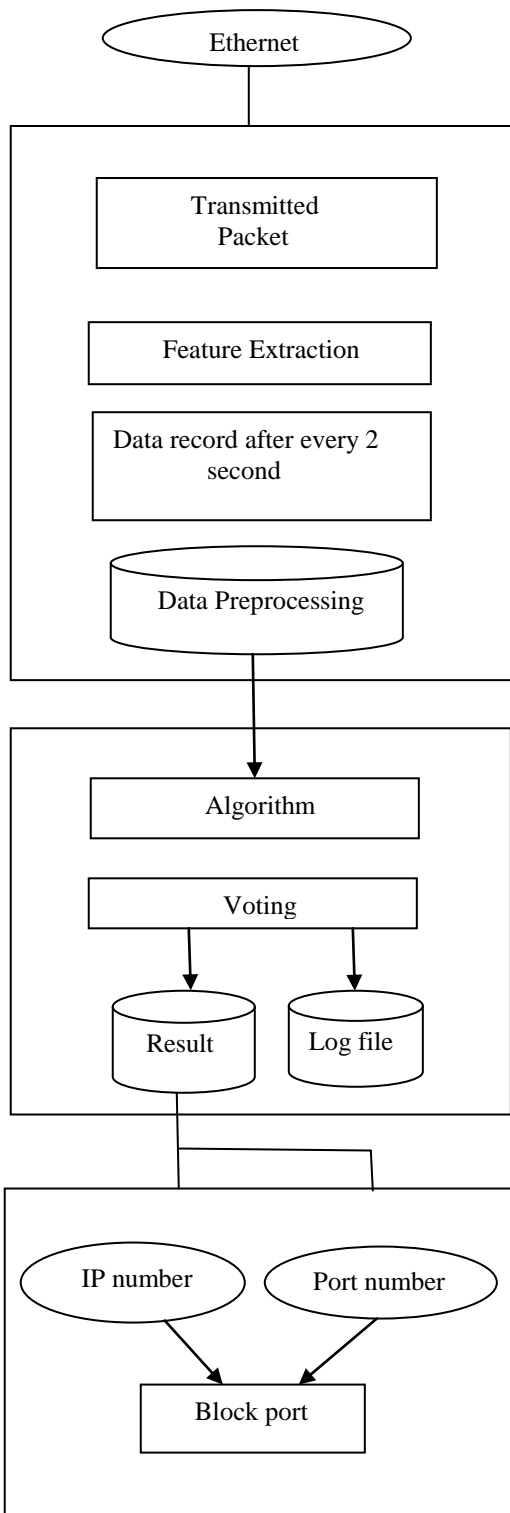 Ethernet
Transmitted
Packet
Feature Extraction
Data record after every 2
second
Data Preprocessing
Algorithm
Voting
Result
Log file
IP number
Port number
Block port